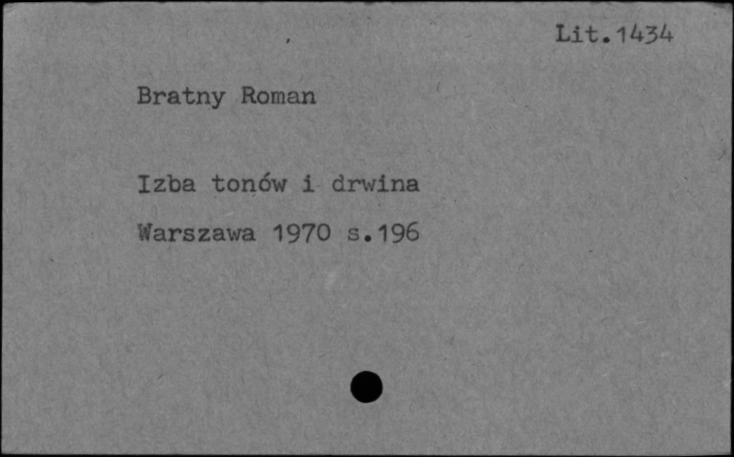 Lit.1434
Bratny Roman
Izba tonów i drwina
Warszawa 1970 s.196